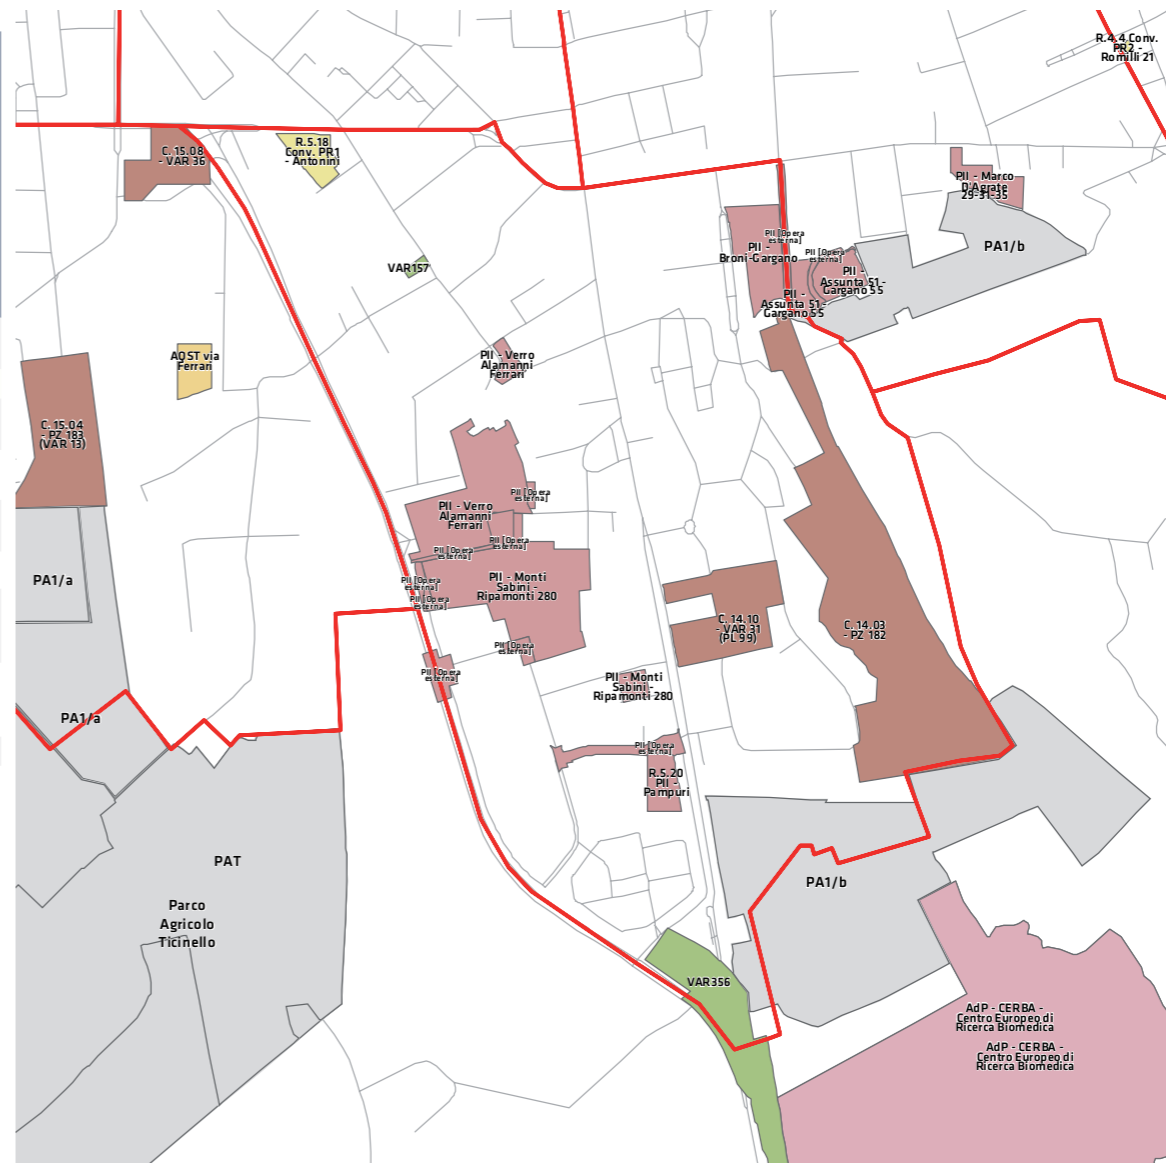 R.4.4 Conv.
PR2 -
Romilli 21
C.15.08
- VAR 36
R.5.18
Conv. PR1
- Antonini
PII - Marco
D'Agrate
29-31-35
PA1/b
PII [Opera
esterna]
PII -
Broni-Gargano
PII [Opera
esterna]
PII -
Assunta 51 -
Gargano 55
PII -
Assunta 51 -
Gargano 55
VAR157
AQST via
Ferrari
PII - Verro
Alamanni
Ferrari
C.15.04
- PZ 183
(VAR 13)
PII [Opera
esterna]
PII - Verro
Alamanni
Ferrari
PII [Opera
esterna]
PII [Opera
esterna]
PA1/a
PII [Opera
esterna]
PII [Opera
esterna]
PII - Monti
Sabini -
Ripamonti 280
C.14.10
- VAR 31
(PL 99)
C.14.03
- PZ 182
PII [Opera
esterna]
PII [Opera
esterna]
PII - Monti
Sabini -
Ripamonti 280
PA1/a
PII [Opera
esterna]
R.5.20
PII -
Pampuri
PAT
PA1/b
Parco
Agricolo
Ticinello
VAR356
AdP - CERBA -
Centro Europeo di
Ricerca Biomedica
AdP - CERBA -
Centro Europeo di
Ricerca Biomedica